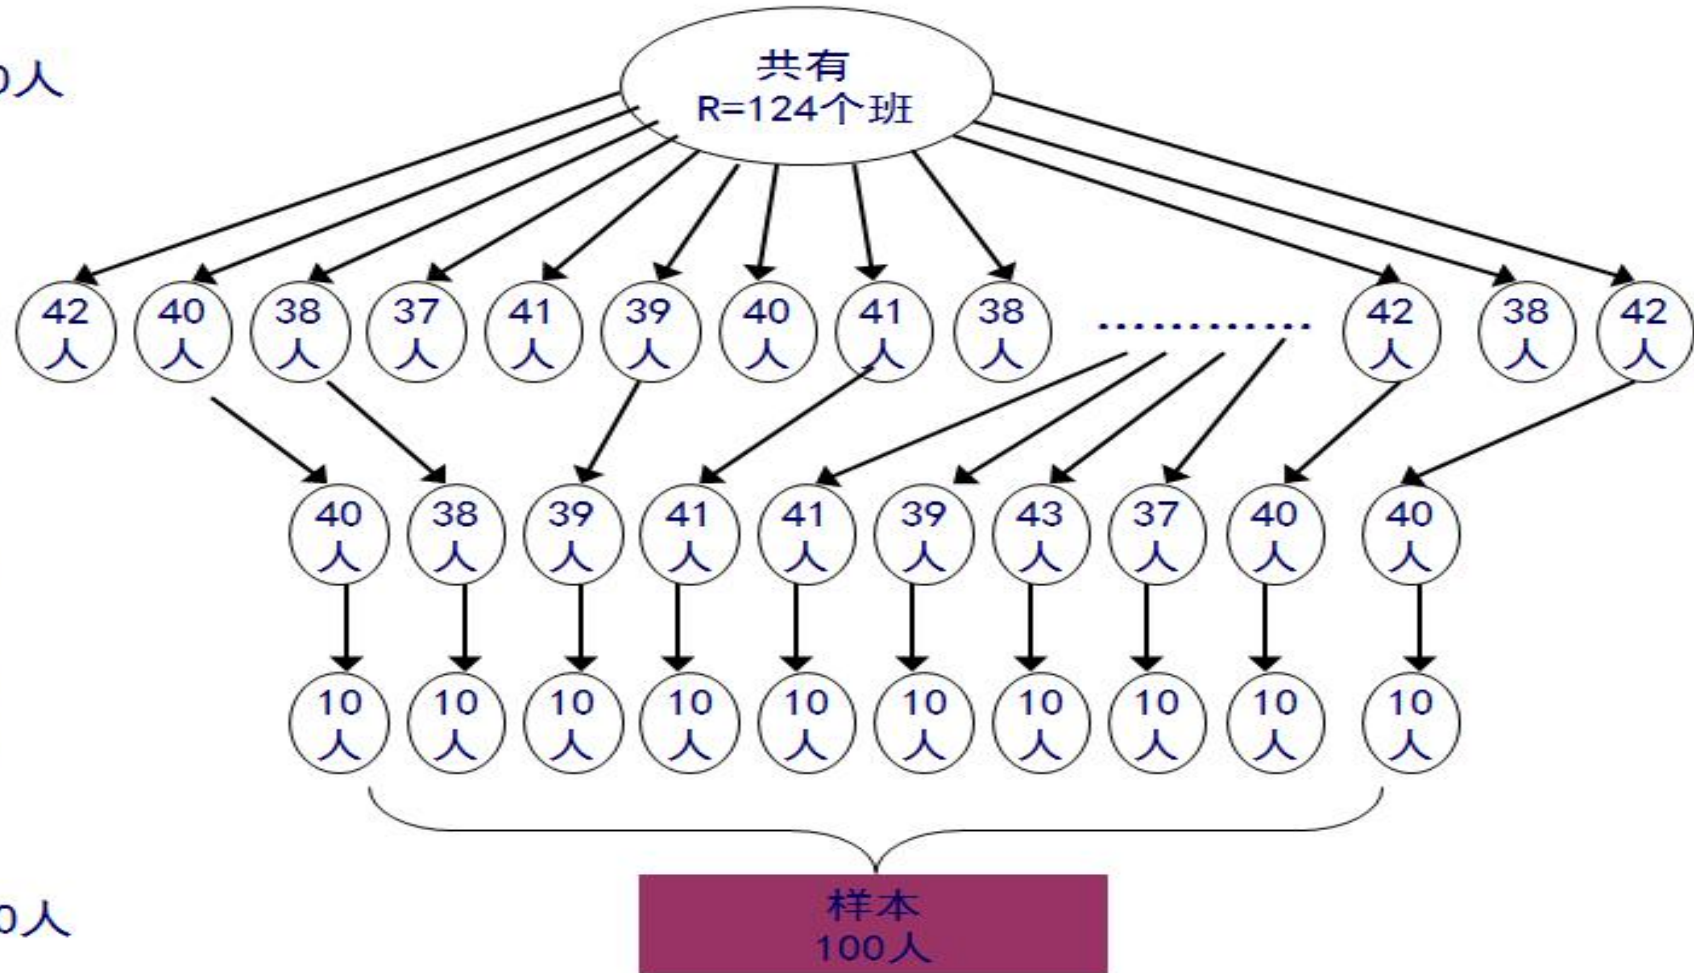 0人
共有
R=124个班
42 40 38 37 41 39 40 41 38 ............ 42 38 42
人 人 人 人 人 人 人 人 人 人 人 人
40 38 39 41 41 39 43 37 40 40
人 人 人 人 人 人 人 人 人 人
10 10 10 10 10 10 10 10 10 10
人 人 人 人 人 人 人 人 人 人
0人
样本
100人